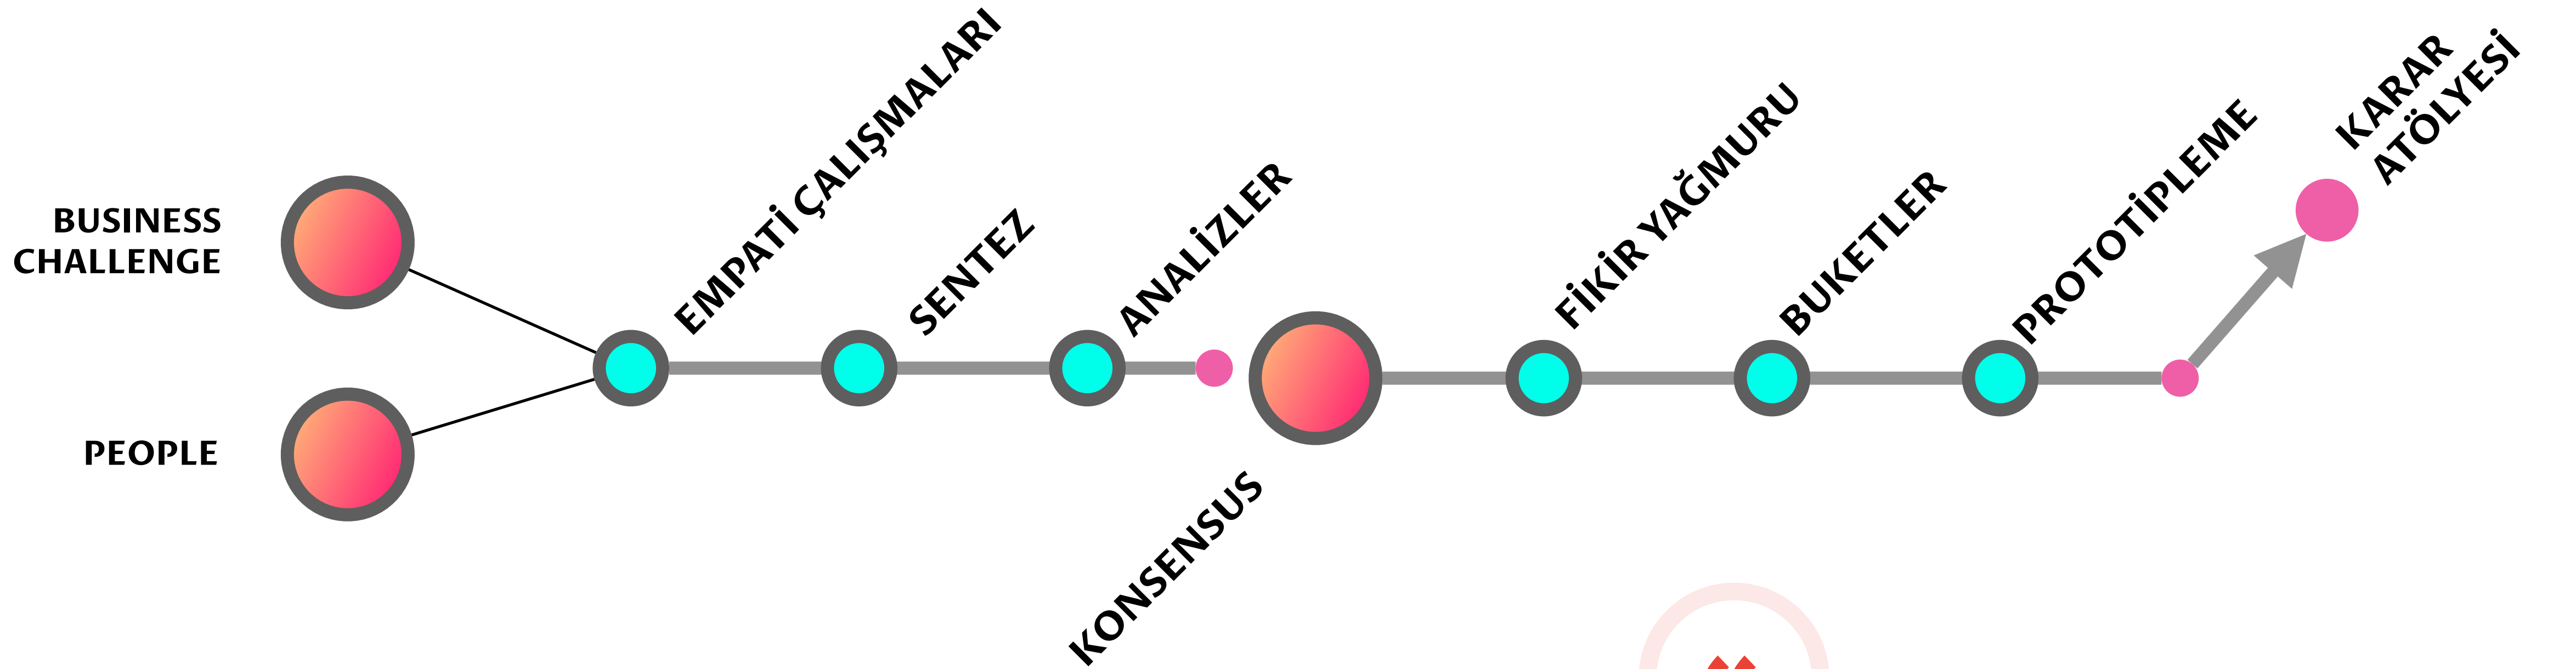 BUSINESS
CHALLENGE
PEOPLE
EMPATİ ÇALIŞMALARI
SENTEZ
ANALİZLER
KONSENSUS
FİKİR YAĞMURU
BUKETLER
PROTOTİPLEME
KARAR
ATÖLYESİ